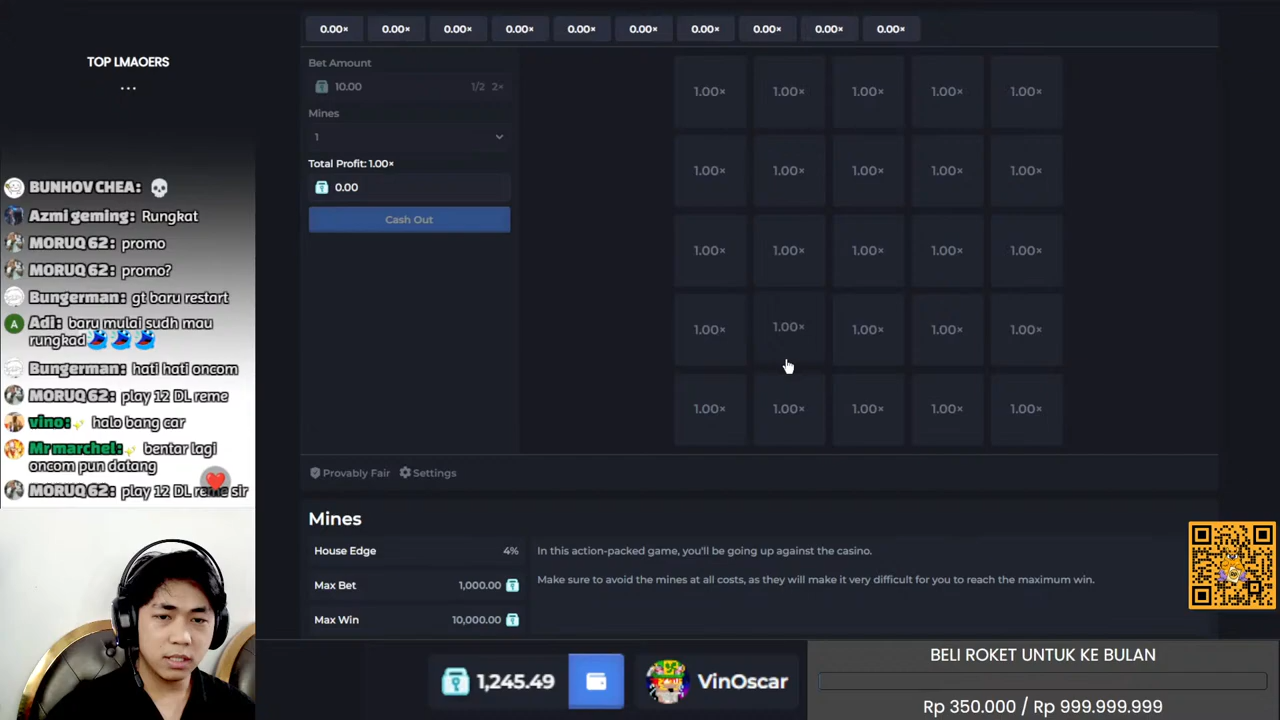 0.00× 0.00× 0.00× 0.00× 0.00× 0.00× 0.00× 0.00× 0.00× 0.00×
TOP LMAOERS
...
BUNHOV CHEA: 💀
Azmi geming: Rungkat
MORUQ 62: promo
MORUQ 62: promo?
Bungerman: gt baru restart
Adi: baru mulai sudh mau
rungkad🌊🌊🌊
Bungerman: hati hati oncom
MORUQ 62: play 12 DL reme
vino:✨ halo bang car
Mr marchel:✨ bentar lagi
oncom pun datang
MORUQ 62: play 12 DL reme sir
Bet Amount
10.00 1/2 2×
Mines
1
Total Profit: 1.00×
0.00
Cash Out
1.00× 1.00× 1.00× 1.00× 1.00×
1.00× 1.00× 1.00× 1.00× 1.00×
1.00× 1.00× 1.00× 1.00× 1.00×
1.00× 1.00× 1.00× 1.00× 1.00×
1.00× 1.00× 1.00× 1.00× 1.00×
Provably Fair Settings
Mines
House Edge 4%
Max Bet 1,000.00
Max Win 10,000.00
In this action-packed game, you'll be going up against the casino.
Make sure to avoid the mines at all costs, as they will make it very difficult for you to reach the maximum win.
1,245.49
VinOscar
BELI ROKET UNTUK KE BULAN
Rp 350.000 / Rp 999.999.999